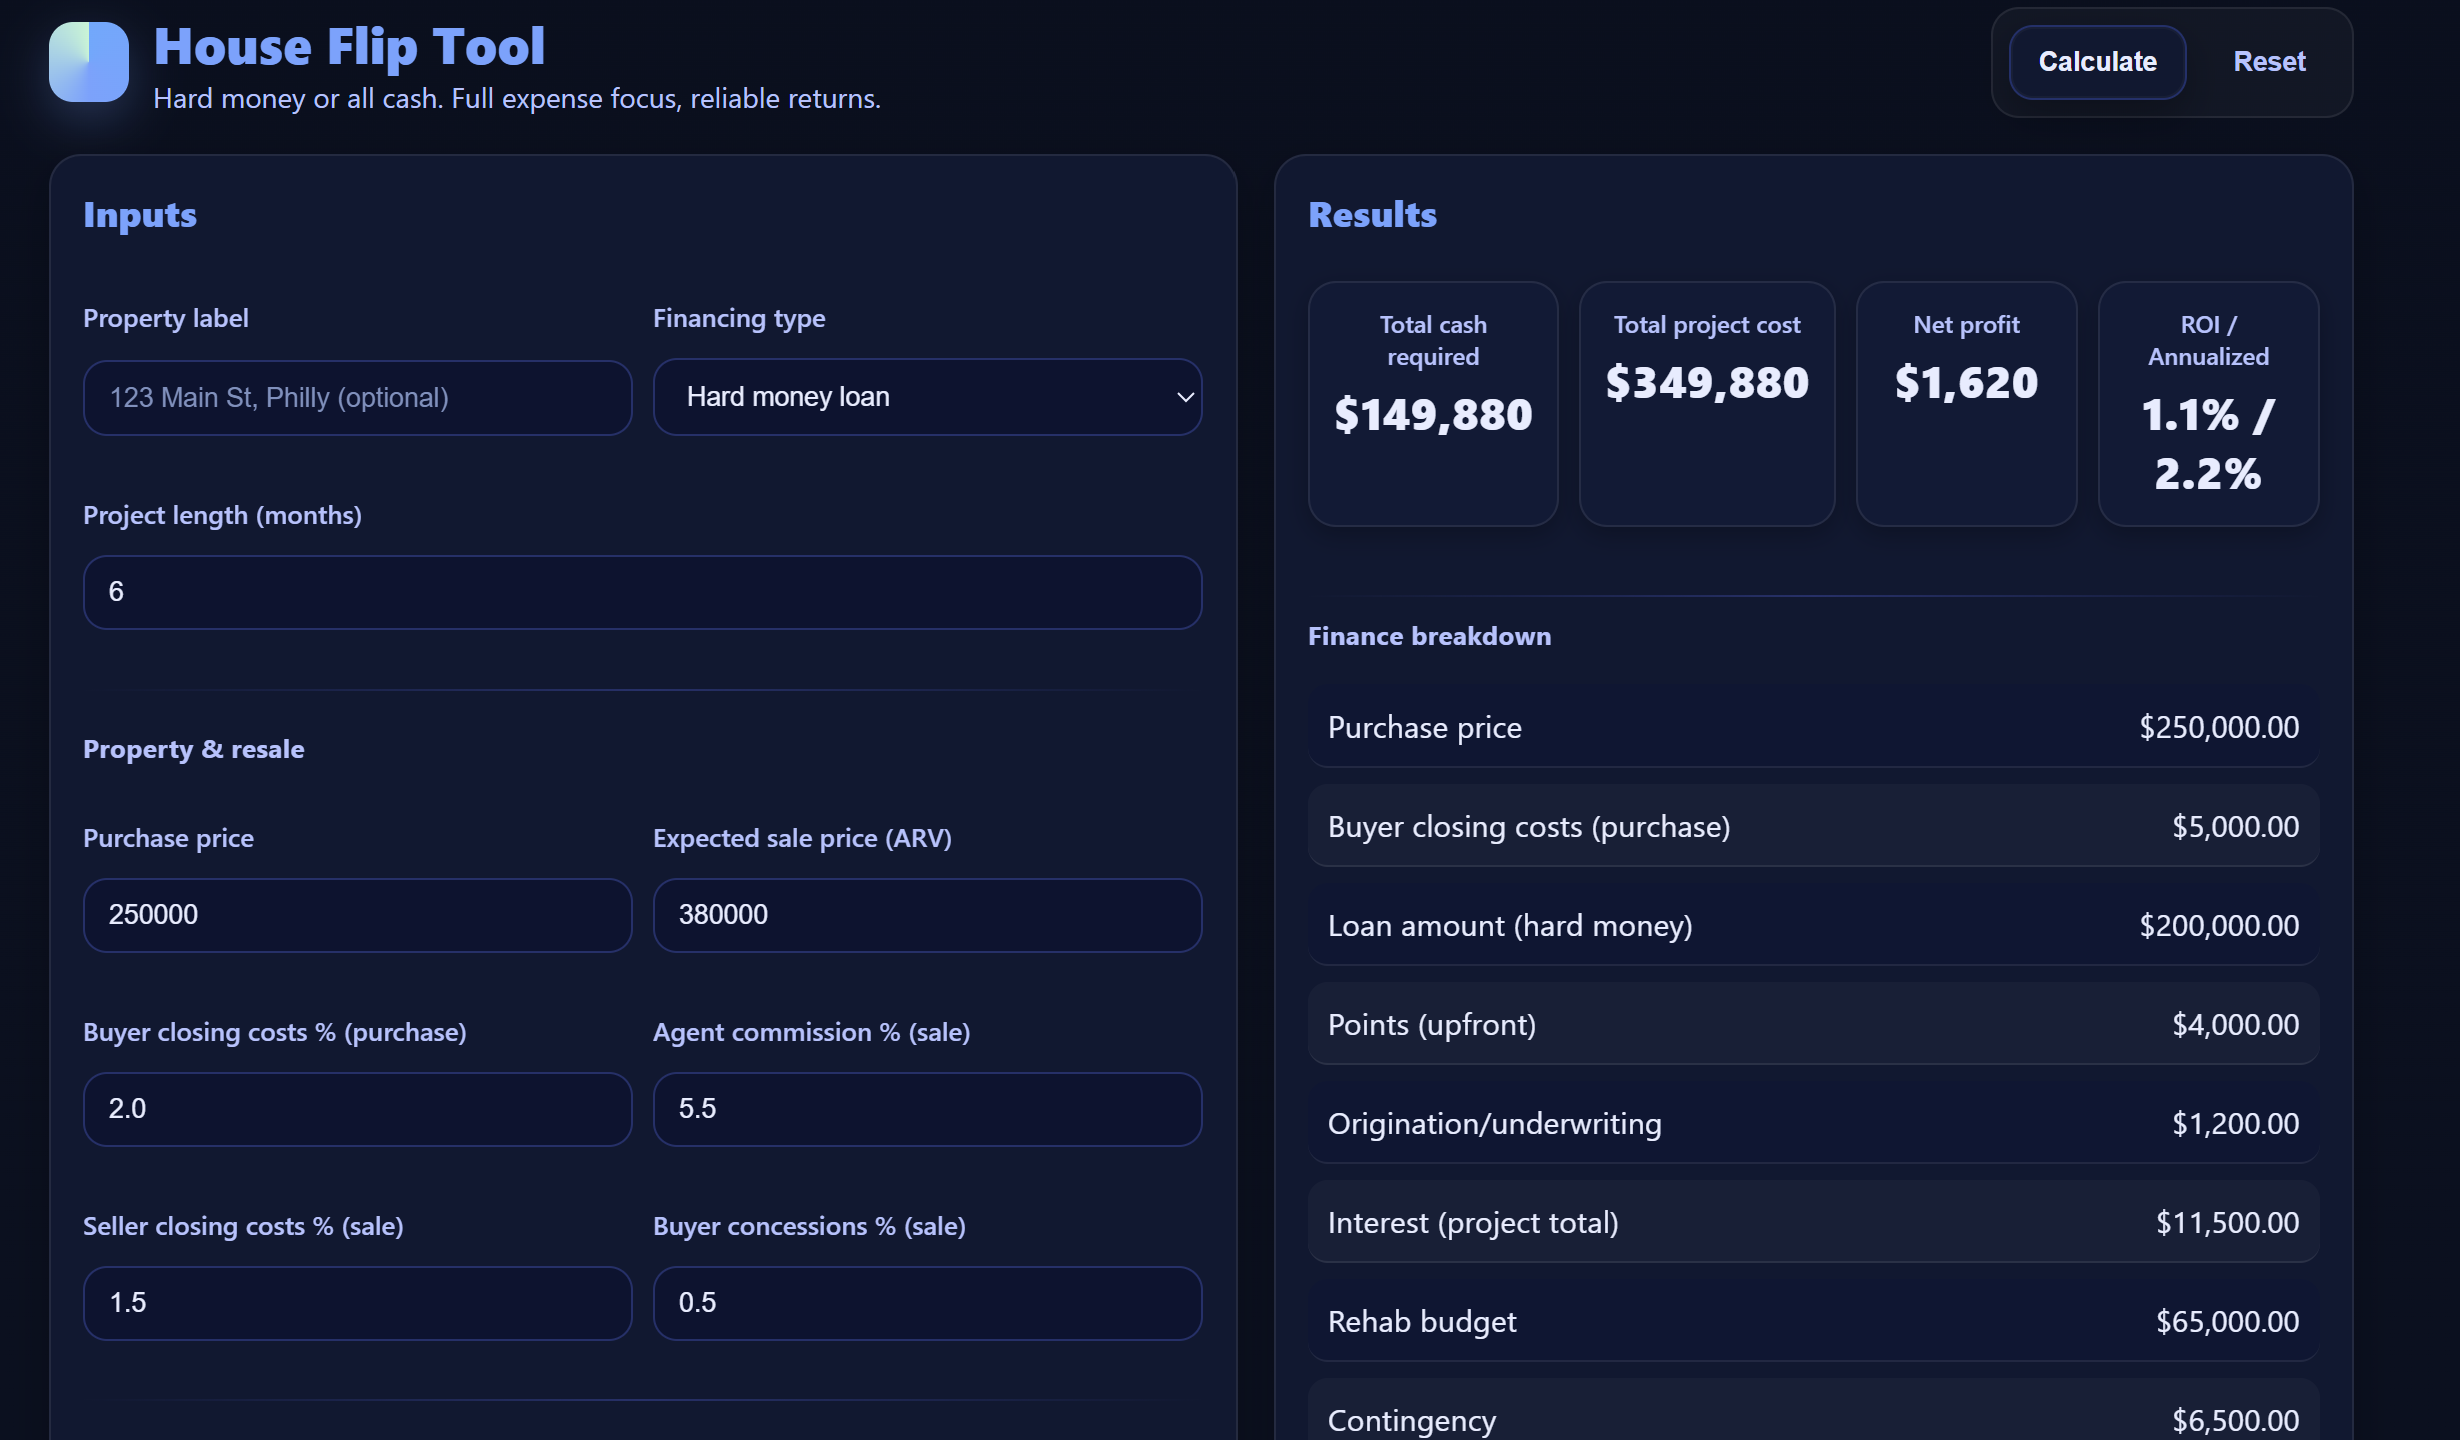 House Flip Tool
Hard money or all cash. Full expense focus, reliable returns.
Calculate
Reset
Inputs
Property label
Financing type
123 Main St, Philly (optional)
Hard money loan
Project length (months)
6
Property & resale
Purchase price
Expected sale price (ARV)
250000
380000
Buyer closing costs % (purchase)
Agent commission % (sale)
2.0
5.5
Seller closing costs % (sale)
Buyer concessions % (sale)
1.5
0.5
Results
Total cash
required
$149,880
Total project cost
$349,880
Net profit
$1,620
ROI /
Annualized
1.1% /
2.2%
Finance breakdown
Purchase price
$250,000.00
Buyer closing costs (purchase)
$5,000.00
Loan amount (hard money)
$200,000.00
Points (upfront)
$4,000.00
Origination/underwriting
$1,200.00
Interest (project total)
$11,500.00
Rehab budget
$65,000.00
Contingency
$6,500.00